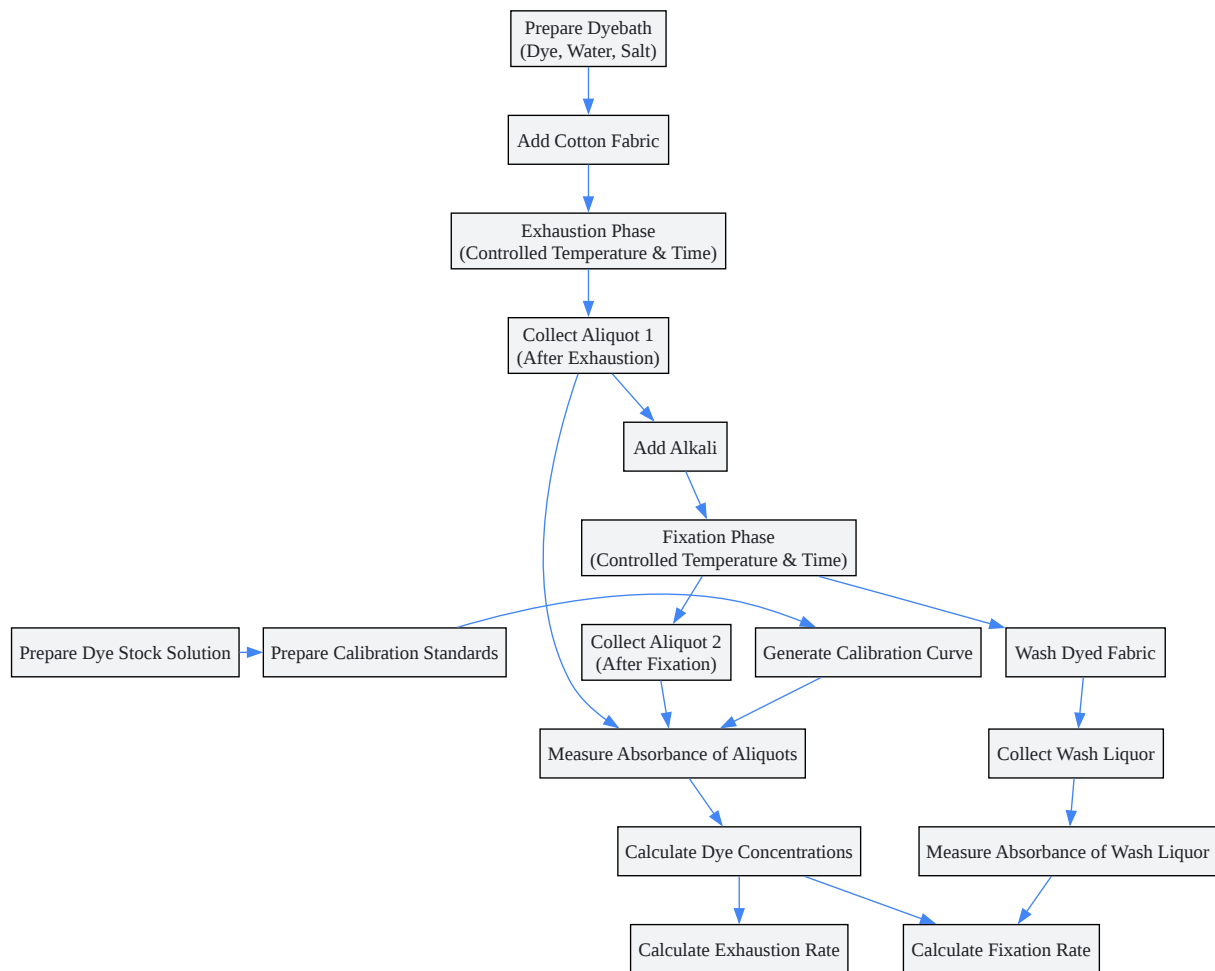 Prepare Dyebath
(Dye, Water, Salt)
Add Cotton Fabric
Exhaustion Phase
(Controlled Temperature & Time)
Collect Aliquot 1
(After Exhaustion)
Add Alkali
Fixation Phase
(Controlled Temperature & Time)
Prepare Dye Stock Solution
Prepare Calibration Standards
Collect Aliquot 2
(After Fixation)
Generate Calibration Curve
Wash Dyed Fabric
Measure Absorbance of Aliquots
Collect Wash Liquor
Calculate Dye Concentrations
Measure Absorbance of Wash Liquor
Calculate Exhaustion Rate
Calculate Fixation Rate